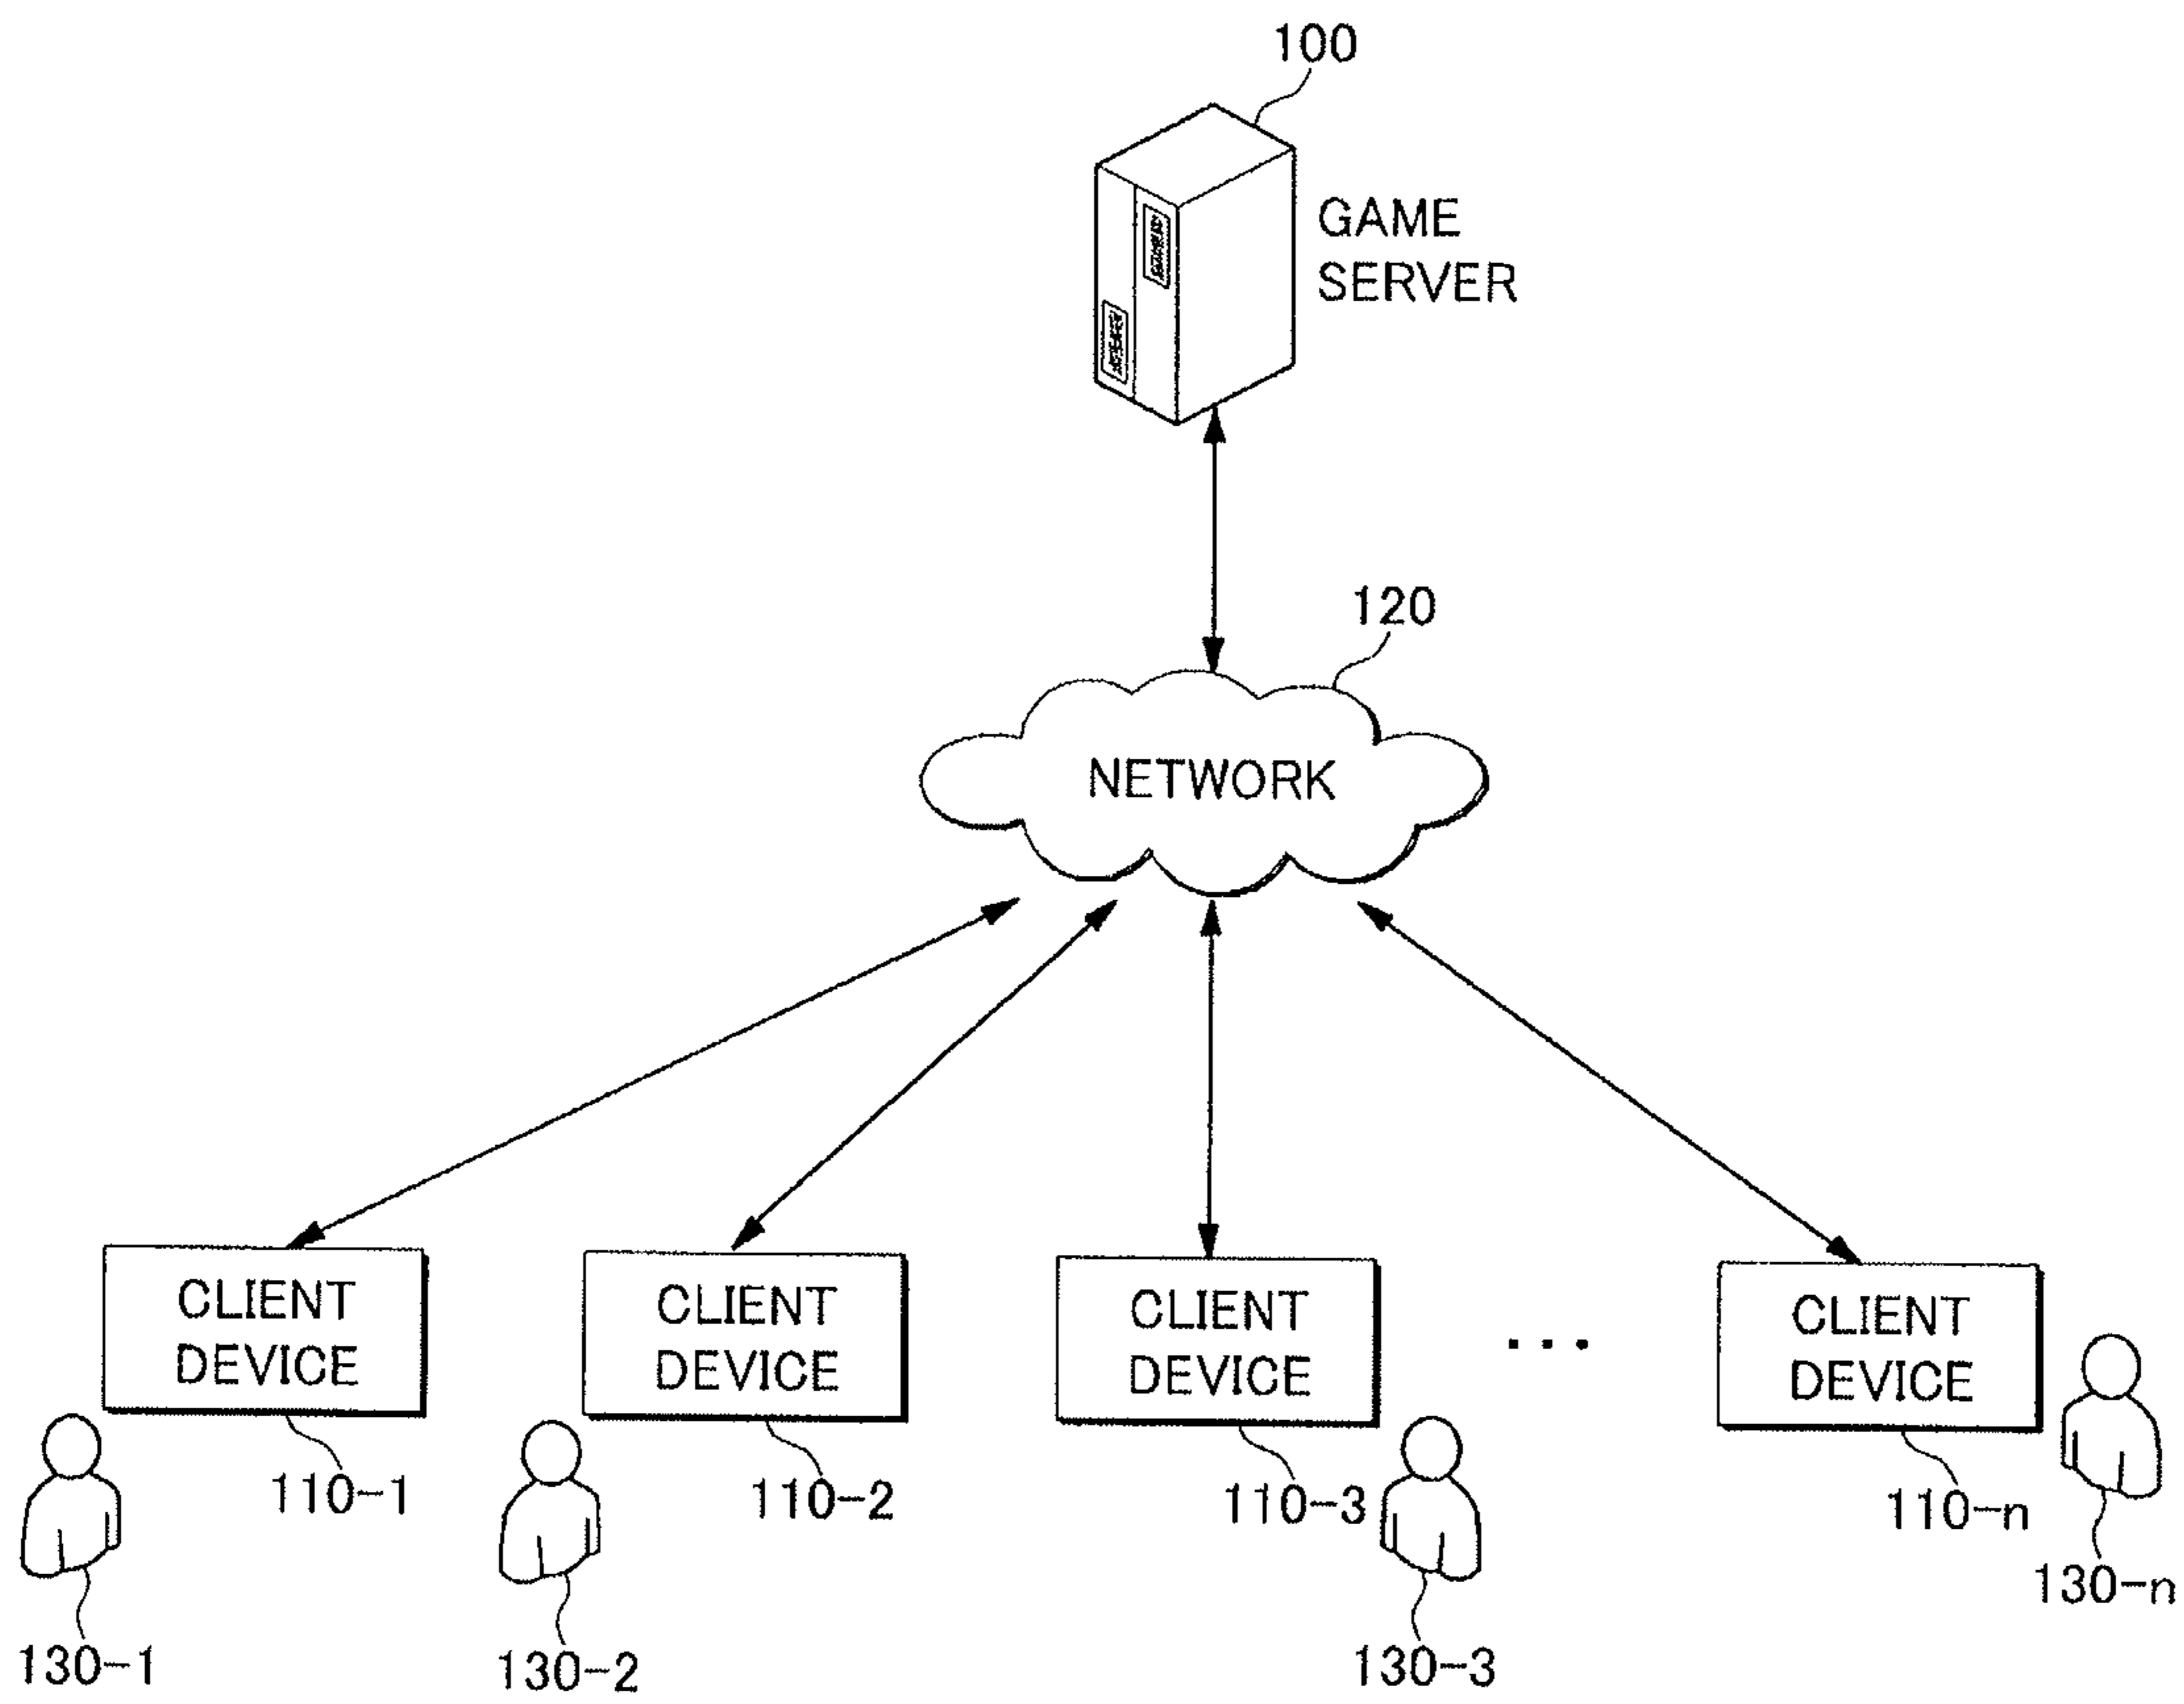 100
GAME
SERVER
120
NETWORK
CLIENT
DEVICE
CLIENT
DEVICE
CLIENT
DEVICE
...
CLIENT
DEVICE
110-1
110-2
110-3
110-n
130-1
130-2
130-3
130-n